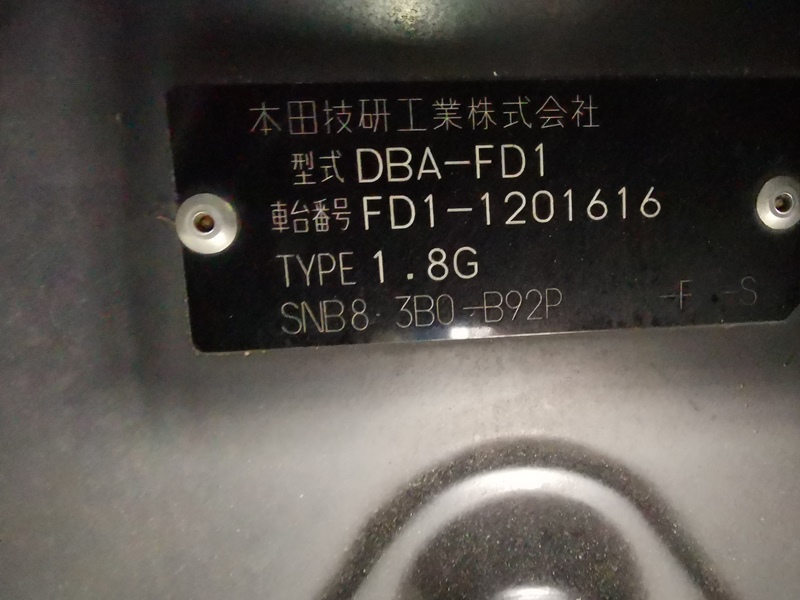 本田技研工業株式会社
型式 DBA-FD1
車台番号 FD1-1201616
TYPE 1.8G
SNB8 3B0-B92P -F -S